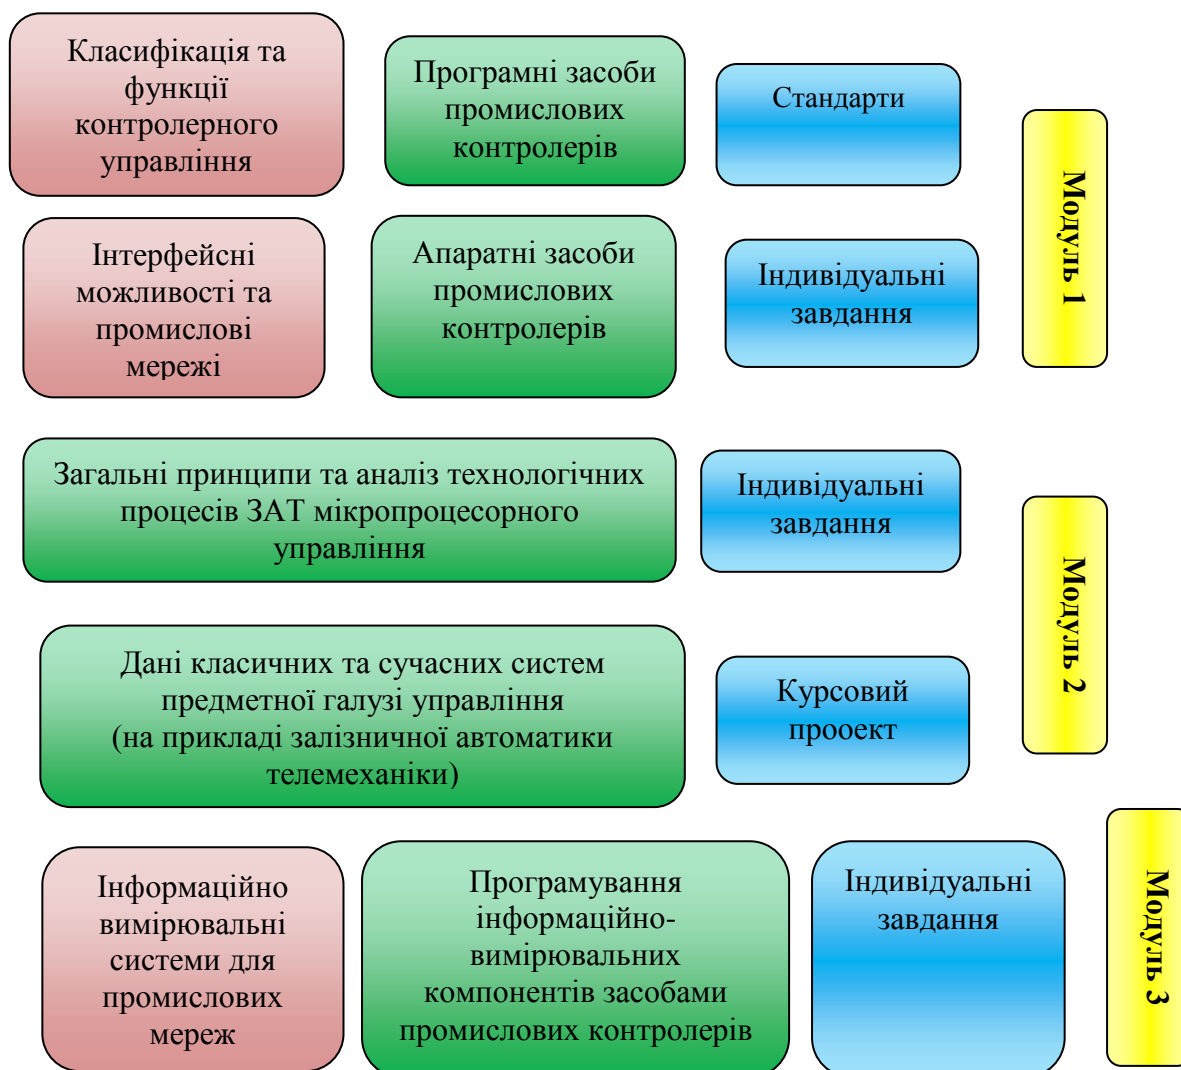 Класифікація та
функції
контролерного
управління
Програмні засоби
промислових
контролерів
Стандарти
Модуль 1
Інтерфейсні
можливості та
промислові
мережі
Апаратні засоби
промислових
контролерів
Індивідуальні
завдання
Загальні принципи та аналіз технологічних
процесів ЗАТ мікропроцесорного
управління
Індивідуальні
завдання
Модуль 2
Дані класичних та сучасних систем
предметної галузі управління
(на прикладі залізничної автоматики
телемеханіки)
Курсовий
прооект
Інформаційно
вимірювальні
системи для
промислових
мереж
Програмування
інформаційно-
вимірювальних
компонентів засобами
промислових контролерів
Індивідуальні
завдання
Модуль 3